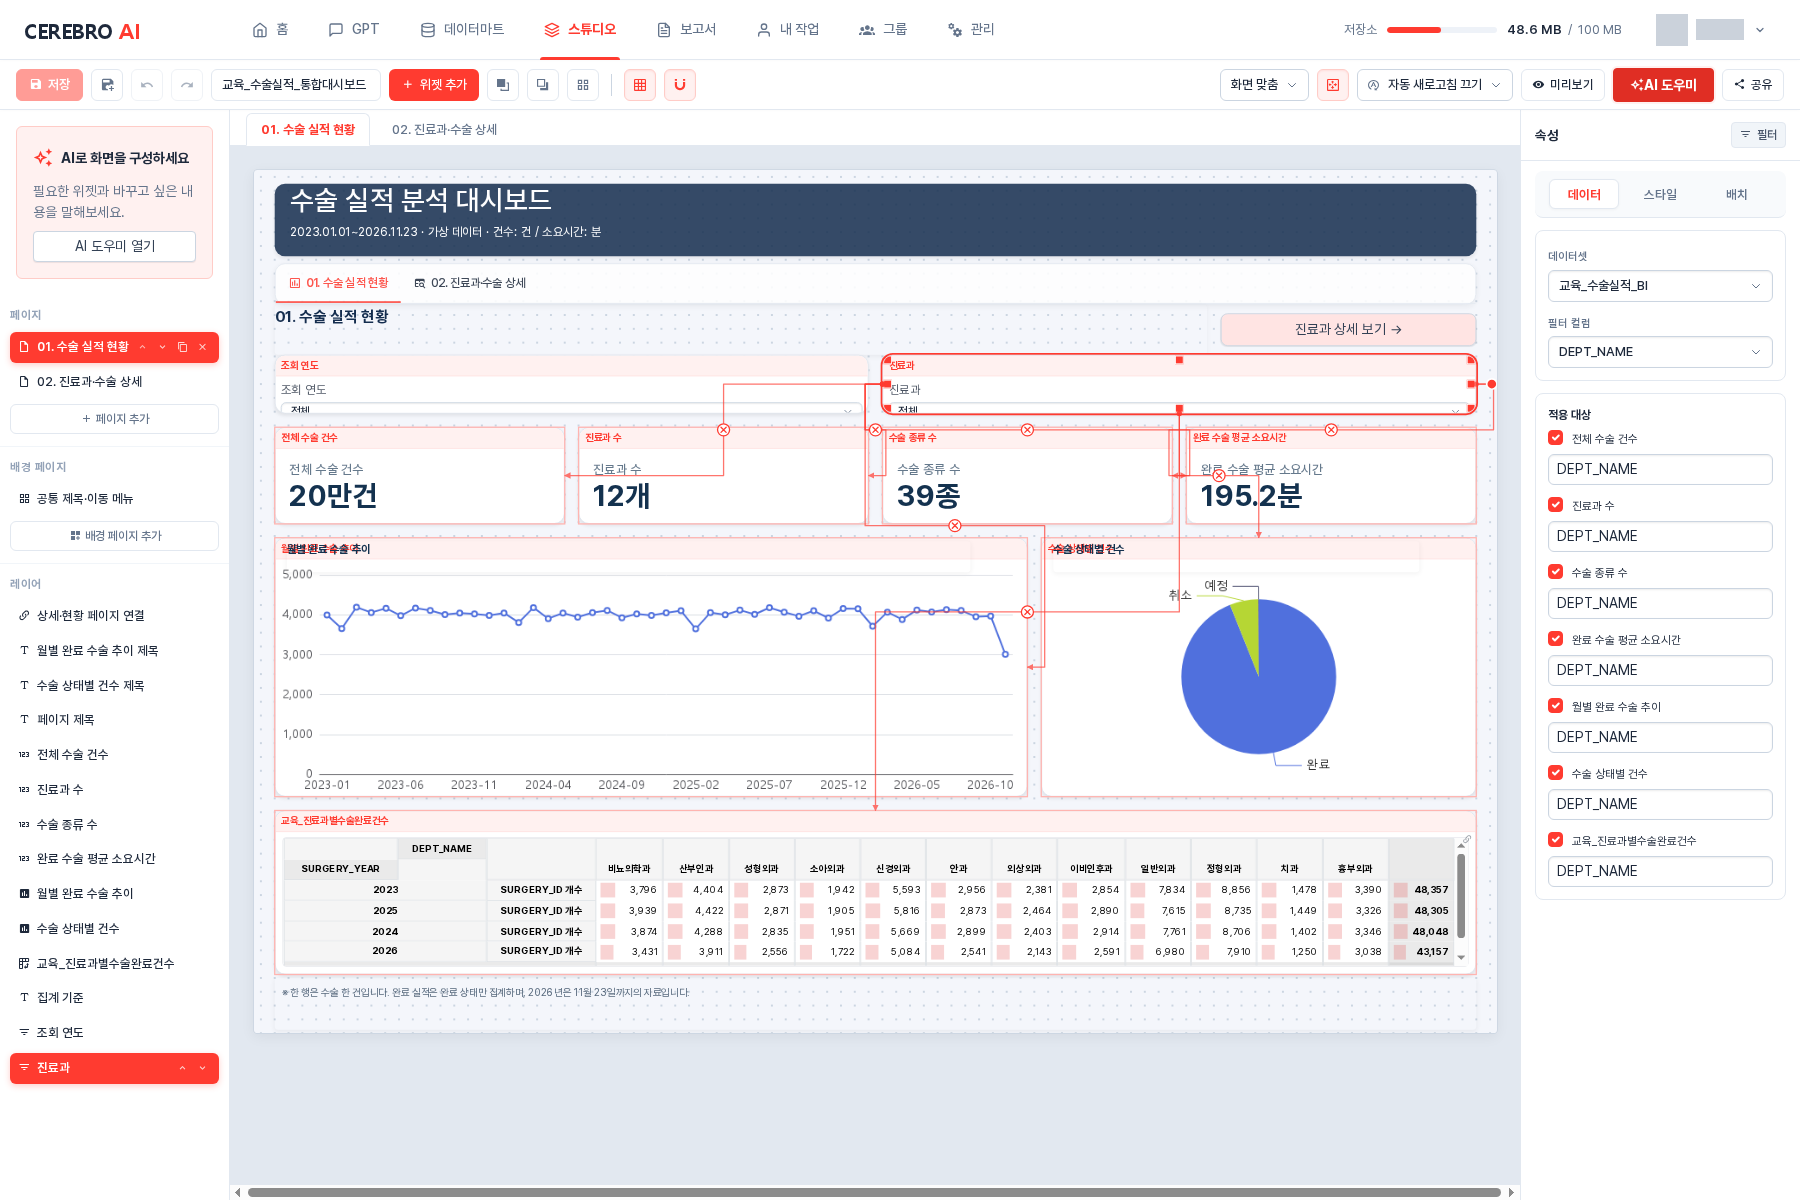 CEREBRO AI
홈
GPT
데이터마트
스튜디오
보고서
내 작업
그룹
관리
저장소
48.6 MB / 100 MB
저장
교육_수술실적_통합대시보드
+ 위젯 추가
화면 맞춤
자동 새로고침 끄기
미리보기
AI 도우미
공유
AI로 화면을 구성하세요
필요한 위젯과 바꾸고 싶은 내
용을 말해보세요.
AI 도우미 열기
페이지
01. 수술 실적 현황
02. 진료과·수술 상세
+ 페이지 추가
배경 페이지
공통 제목·이동 메뉴
배경 페이지 추가
레이어
상세·현황 페이지 연결
월별 완료 수술 추이 제목
수술 상태별 건수 제목
페이지 제목
전체 수술 건수
진료과 수
수술 종류 수
완료 수술 평균 소요시간
월별 완료 수술 추이
수술 상태별 건수
교육_진료과별수술완료건수
집계 기준
조회 연도
진료과
01. 수술 실적 현황
02. 진료과·수술 상세
수술 실적 분석 대시보드
2023.01.01~2026.11.23 · 가상 데이터 · 건수: 건 / 소요시간: 분
01. 수술 실적 현황
02. 진료과·수술 상세
01. 수술 실적 현황
진료과 상세 보기 →
조회 연도
조회 연도
전체
진료과
진료과
전체
전체 수술 건수
전체 수술 건수
20만건
진료과 수
진료과 수
12개
수술 종류 수
수술 종류 수
39종
완료 수술 평균 소요시간
완료 수술 평균 소요시간
195.2분
월별 완료 수술 추이
5,000
4,000
3,000
2,000
1,000
0
2023-01 2023-06 2023-11 2024-04 2024-09 2025-02 2025-07 2025-12 2026-05 2026-10
수술 상태별 건수
예정
취소
완료
교육_진료과별수술완료건수
DEPT_NAME
SURGERY_YEAR 비뇨의학과 산부인과 성형외과 소아외과 신경외과 안과 외상외과 이비인후과 일반외과 정형외과 치과 흉부외과
2023 SURGERY_ID 개수 3,796 4,404 2,873 1,942 5,593 2,956 2,381 2,854 7,834 8,856 1,478 3,390 48,357
2025 SURGERY_ID 개수 3,939 4,422 2,871 1,905 5,816 2,873 2,464 2,890 7,615 8,735 1,449 3,326 48,305
2024 SURGERY_ID 개수 3,874 4,288 2,835 1,951 5,669 2,899 2,403 2,914 7,761 8,706 1,402 3,346 48,048
2026 SURGERY_ID 개수 3,431 3,911 2,556 1,722 5,084 2,541 2,143 2,591 6,980 7,910 1,250 3,038 43,157
※ 한 행은 수술 한 건입니다. 완료 실적은 완료 상태만 집계하며, 2026년은 11월 23일까지의 자료입니다.
속성
필터
데이터
스타일
배치
데이터셋
교육_수술실적_BI
필터 컬럼
DEPT_NAME
적용 대상
전체 수술 건수
DEPT_NAME
진료과 수
DEPT_NAME
수술 종류 수
DEPT_NAME
완료 수술 평균 소요시간
DEPT_NAME
월별 완료 수술 추이
DEPT_NAME
수술 상태별 건수
DEPT_NAME
교육_진료과별수술완료건수
DEPT_NAME